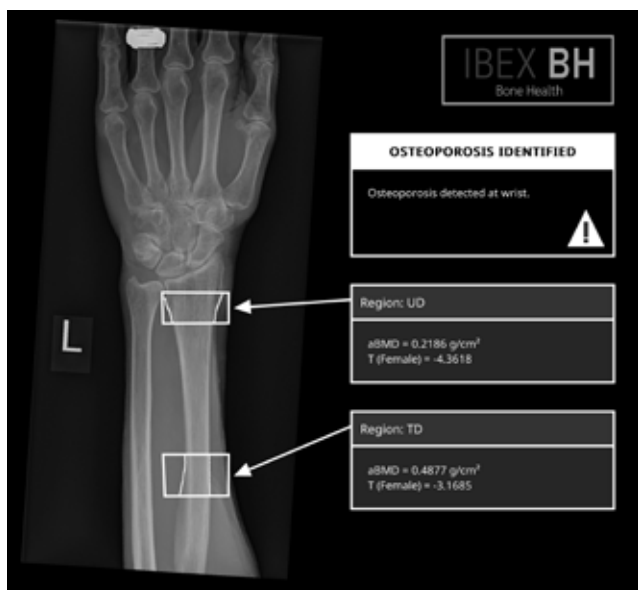 IBEX BH
Bone Health
OSTEOPOROSIS IDENTIFIED
Osteoporosis detected at wrist.
Region: UD
aBMD = 0.2186 g/cm²
T (Female) = -4.3618
L
Region: TD
aBMD = 0.4877 g/cm²
T (Female) = -3.1685